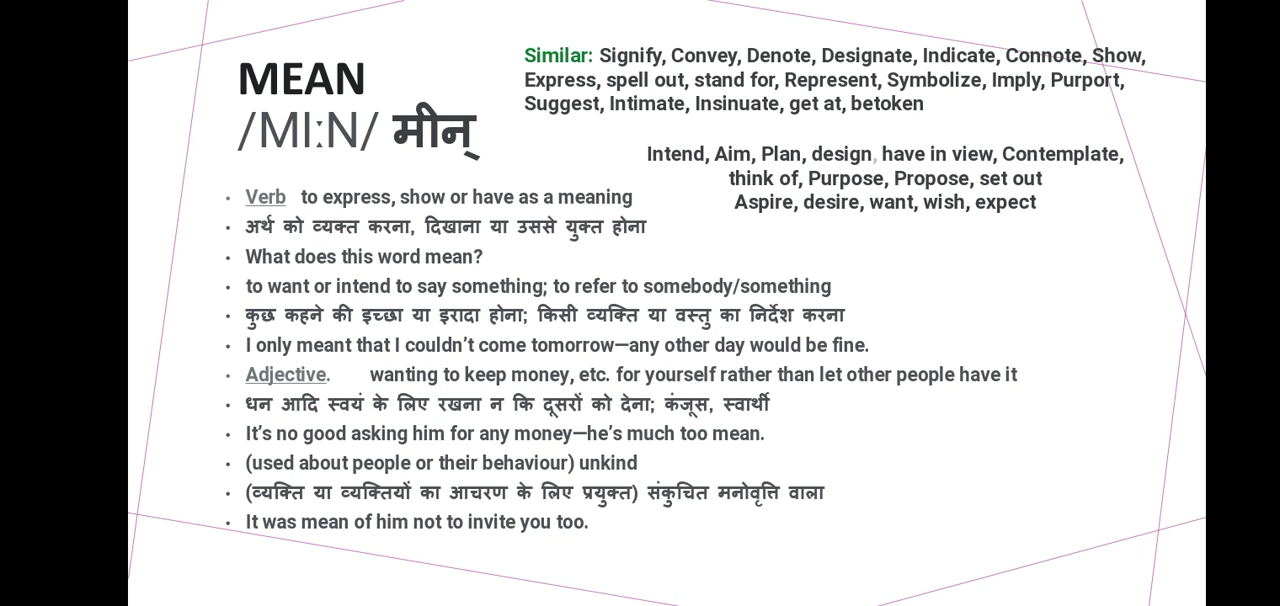 MEAN
/MIːN/ मीन्
Similar: Signify, Convey, Denote, Designate, Indicate, Connote, Show,
Express, spell out, stand for, Represent, Symbolize, Imply, Purport,
Suggest, Intimate, Insinuate, get at, betoken
Intend, Aim, Plan, design, have in view, Contemplate,
think of, Purpose, Propose, set out
Aspire, desire, want, wish, expect
• Verb to express, show or have as a meaning
• अर्थ को व्यक्त करना, दिखाना या उससे युक्त होना
• What does this word mean?
• to want or intend to say something; to refer to somebody/something
• कुछ कहने की इच्छा या इरादा होना; किसी व्यक्ति या वस्तु का निर्देश करना
• I only meant that I couldn’t come tomorrow—any other day would be fine.
• Adjective. wanting to keep money, etc. for yourself rather than let other people have it
• धन आदि स्वयं के लिए रखना न कि दूसरों को देना; कंजूस, स्वार्थी
• It’s no good asking him for any money—he’s much too mean.
• (used about people or their behaviour) unkind
• (व्यक्ति या व्यक्तियों का आचरण के लिए प्रयुक्त) संकुचित मनोवृत्ति वाला
• It was mean of him not to invite you too.